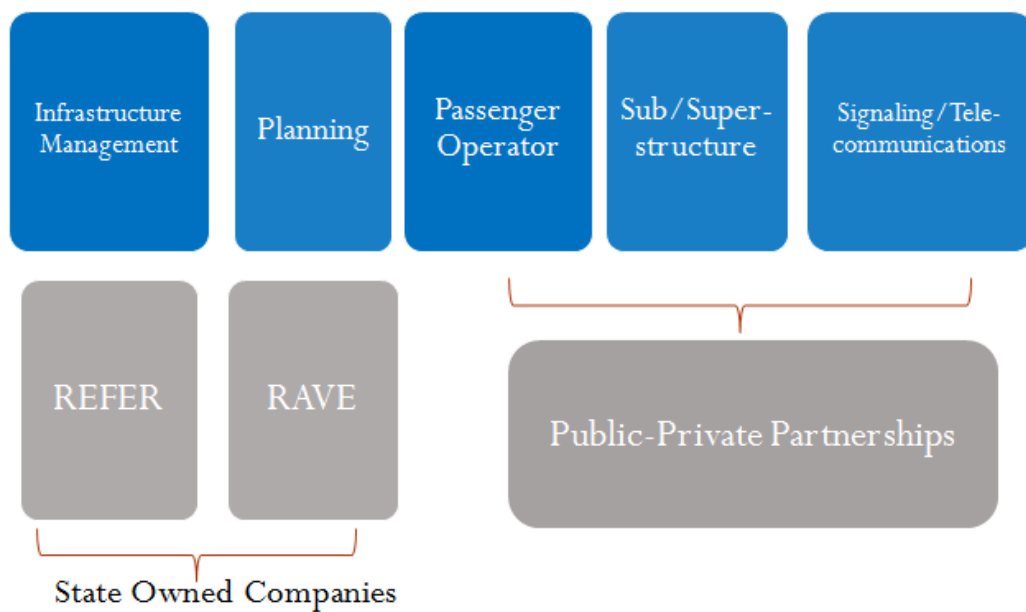 Infrastructure
Management
Planning
Passenger
Operator
Sub/Super-
structure
Signaling/Tele-
communications
REFER
RAVE
Public-Private Partnerships
State Owned Companies